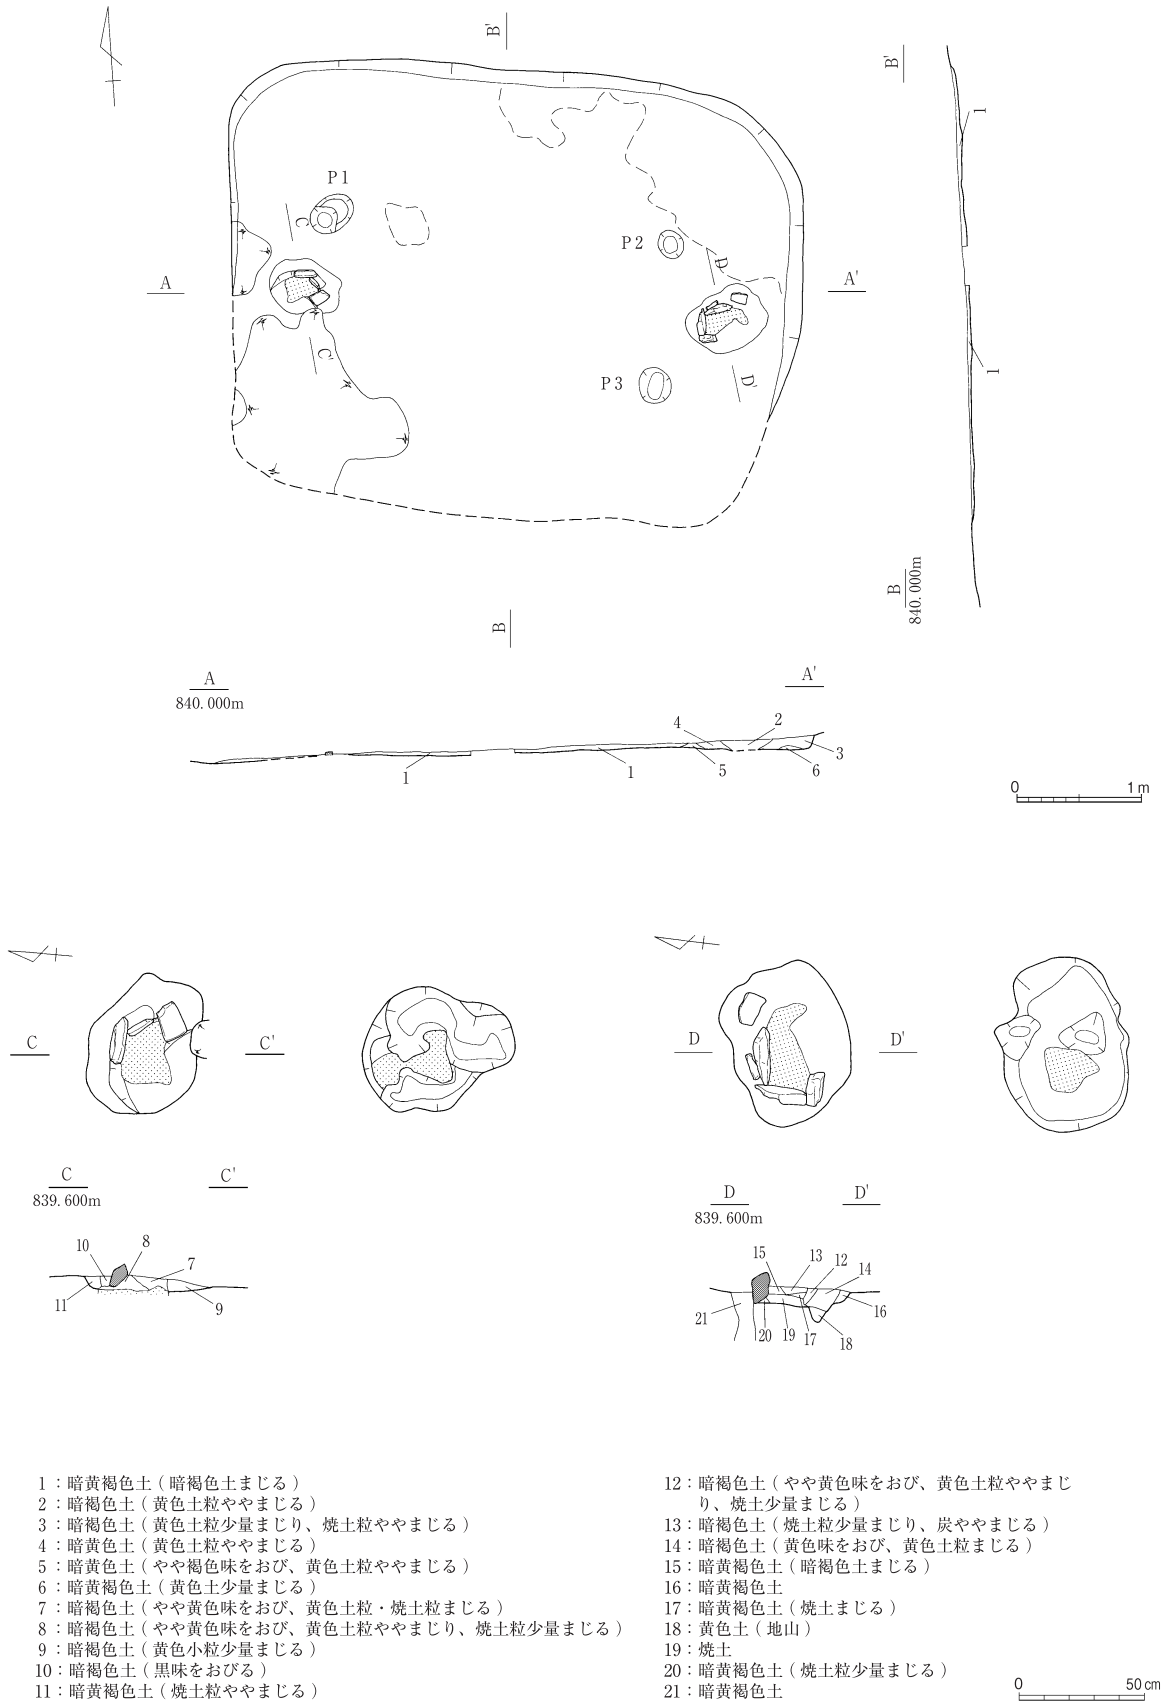 B'
B'
1
P1
C
P2
D
A
A'
C'
P3
D'
1
B
840.000m
B
A
840.000m
A'
4
2
3
1
1
5
6
0
1m
C
C'
D
D'
C
839.600m
C'
D
839.600m
D'
10
8
7
11
9
15
13
12
14
16
21
20
19
17
18
1：暗黄褐色土（暗褐色土まじる）
2：暗褐色土（黄色土粒ややまじる）
3：暗褐色土（黄色土粒少量まじり、焼土粒ややまじる）
4：暗黄色土（黄色土粒ややまじる）
5：暗黄色土（やや褐色味をおび、黄色土粒ややまじる）
6：暗黄褐色土（黄色土少量まじる）
7：暗褐色土（やや黄色味をおび、黄色土粒・焼土粒まじる）
8：暗褐色土（やや黄色味をおび、黄色土粒ややまじり、焼土粒少量まじる）
9：暗褐色土（黄色小粒少量まじる）
10：暗褐色土（黒味をおびる）
11：暗黄褐色土（焼土粒ややまじる）
12：暗褐色土（やや黄色味をおび、黄色土粒ややまじ
り、焼土少量まじる）
13：暗褐色土（焼土粒少量まじり、炭ややまじる）
14：暗褐色土（黄色味をおび、黄色土粒まじる）
15：暗黄褐色土（暗褐色土まじる）
16：暗黄褐色土
17：暗黄褐色土（焼土まじる）
18：黄色土（地山）
19：焼土
20：暗黄褐色土（焼土粒少量まじる）
21：暗黄褐色土
0
50cm